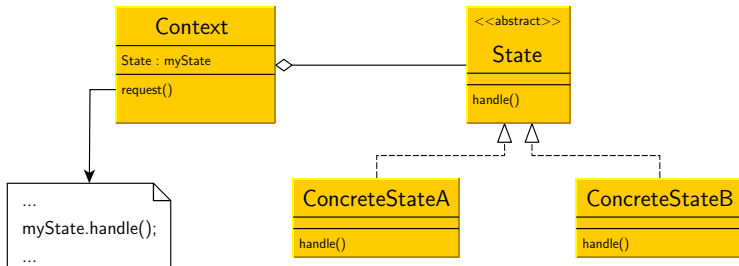 Context
State : myState
request()
<<abstract>>
State
handle()
...
myState.handle();
...
ConcreteStateA
handle()
ConcreteStateB
handle()